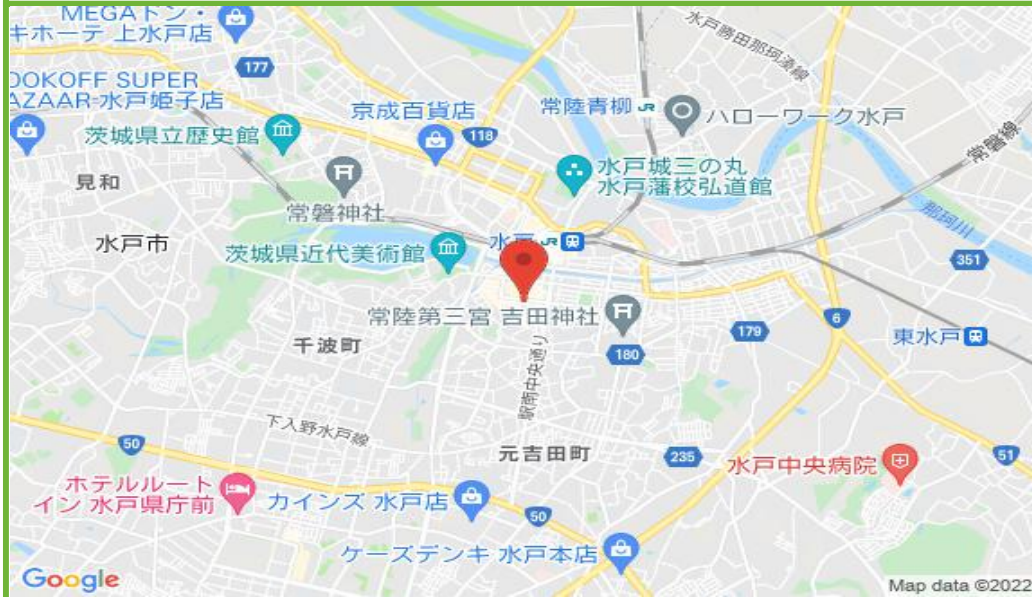 MEGAドン・
キホーテ 上水戸店
177
OOKOFF SUPER
AZAAR 水戸姫子店
茨城県立歴史館
京成百貨店
118
常陸青柳 JR
ハローワーク水戸
水戸勝田那珂湊線
水戸城三の丸
水戸藩校弘道館
見和
常磐神社
水戸市
茨城県近代美術館
水戸 JR
那珂川
351
常陸第三宮 吉田神社
千波町
180
179
6
東水戸
駅南中央通り
下入野水戸線
50
元吉田町
235
水戸中央病院
51
ホテルルート
イン 水戸県庁前
カインズ 水戸店
50
ケーズデンキ 水戸本店
Google
Map data ©2022